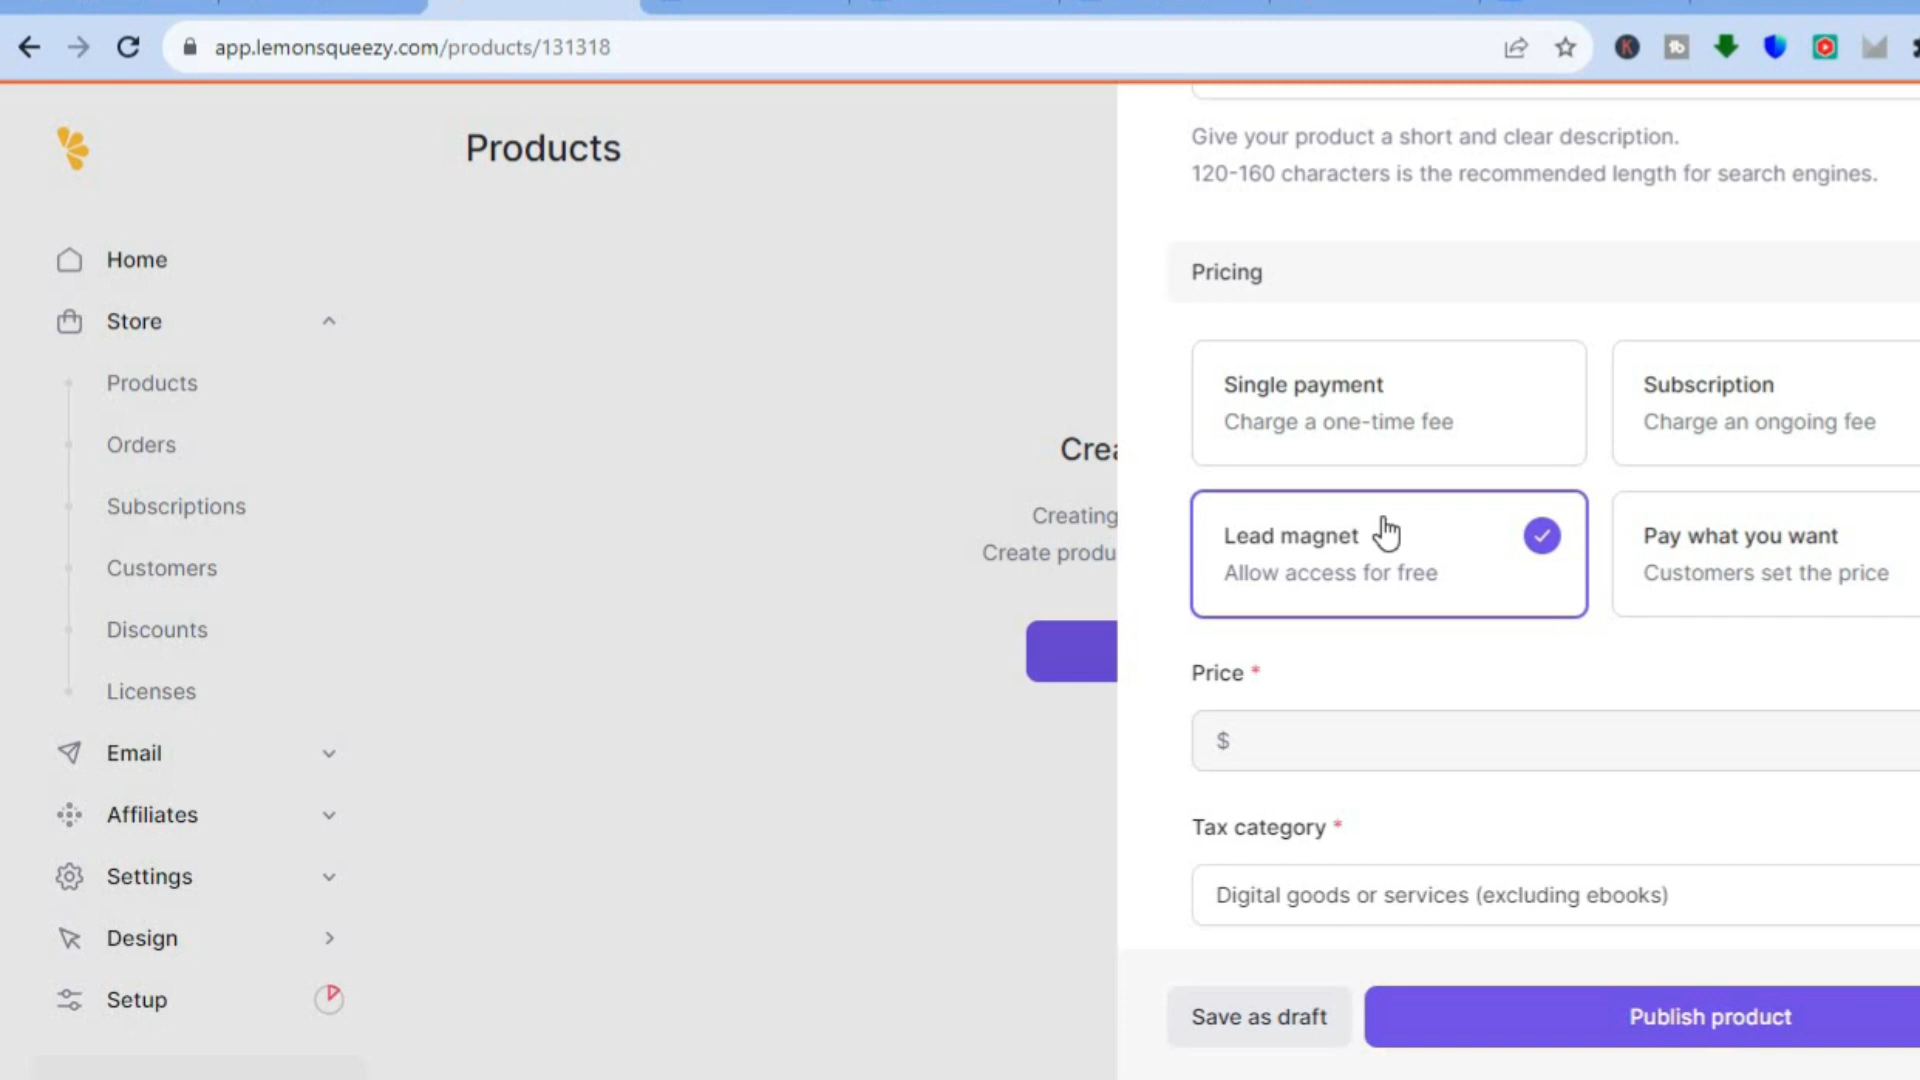 app.lemonsqueezy.com/products/131318
Products
Home
Store
Products
Orders
Subscriptions
Customers
Discounts
Licenses
Email
Affiliates
Settings
Design
Setup
Crea
Creating
Create produ
Give your product a short and clear description.
120-160 characters is the recommended length for search engines.
Pricing
Single payment
Charge a one-time fee
Subscription
Charge an ongoing fee
Lead magnet
Allow access for free
Pay what you want
Customers set the price
Price *
$
Tax category *
Digital goods or services (excluding ebooks)
Save as draft
Publish product